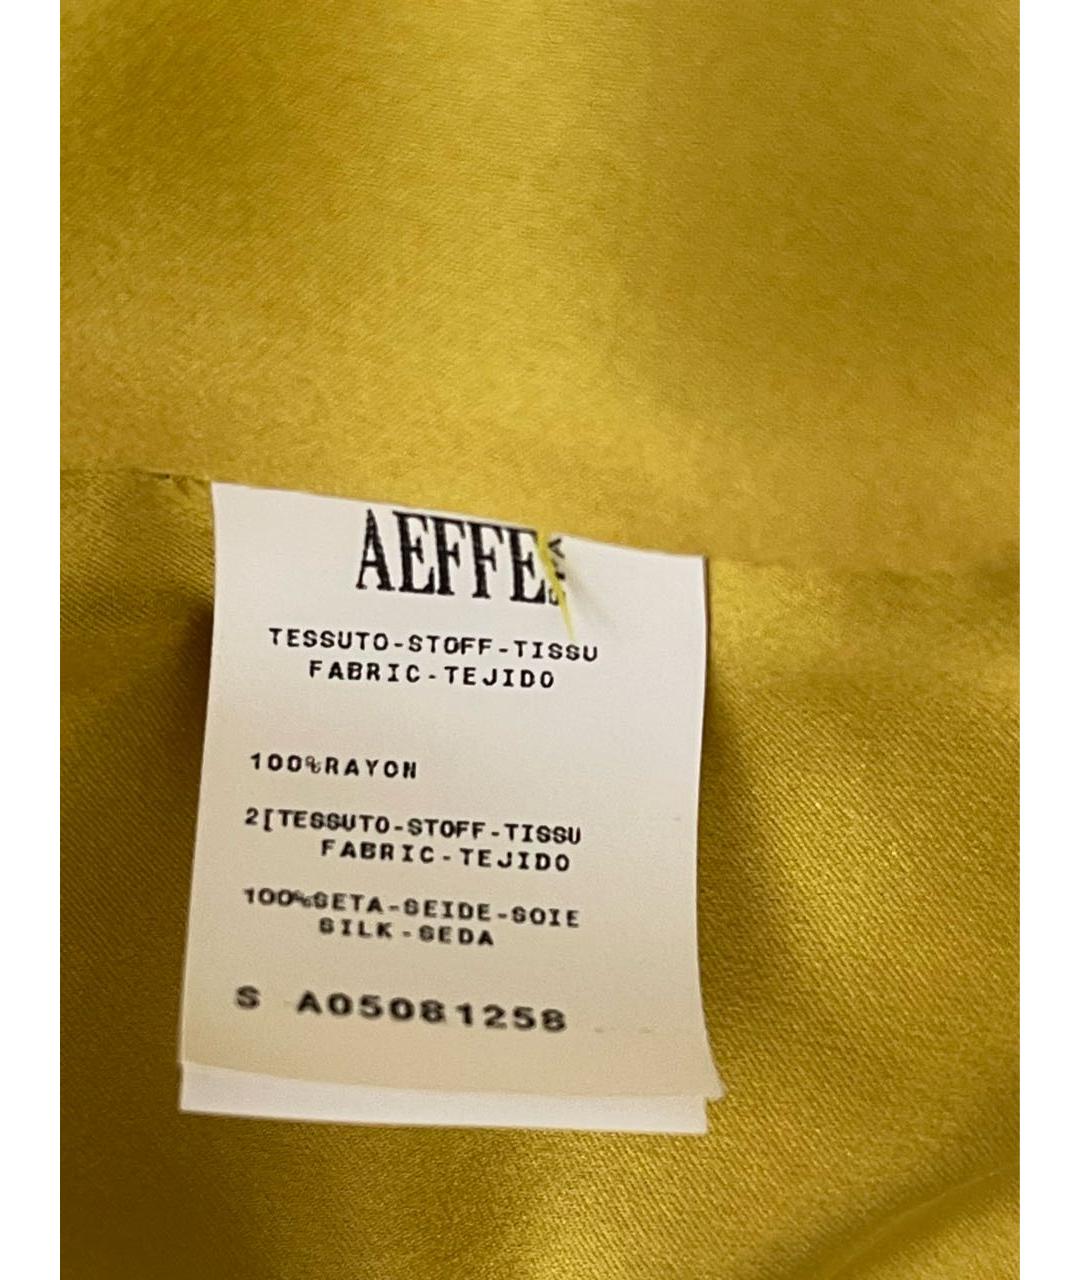 AEFFE
TESSUTO-STOFF-TISSU
FABRIC-TEJIDO
100%RAYON
2[TESSUTO-STOFF-TISSU
FABRIC-TEJIDO
100%SETA-SEIDE-SOIE
SILK-SEDA
S A05081258